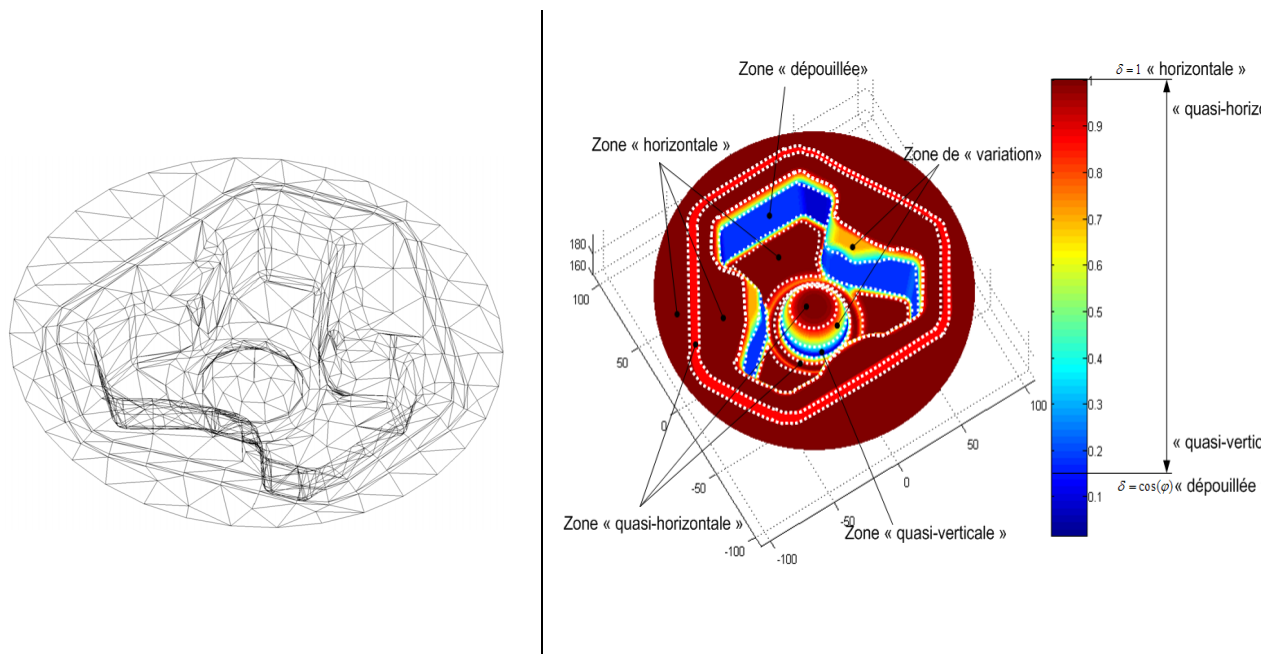 Zone « dépouillée»
Zone « horizontale »
Zone de « variation»
δ=1 « horizontale »
« quasi-horiz
1
0.9
0.8
0.7
0.6
0.5
0.4
0.3
0.2
0.1
« quasi-vertic
δ=cos(φ) « dépouillée
180
160
100
50
0
-50
-100
-100
-50
0
50
100
Zone « quasi-horizontale »
Zone « quasi-verticale »